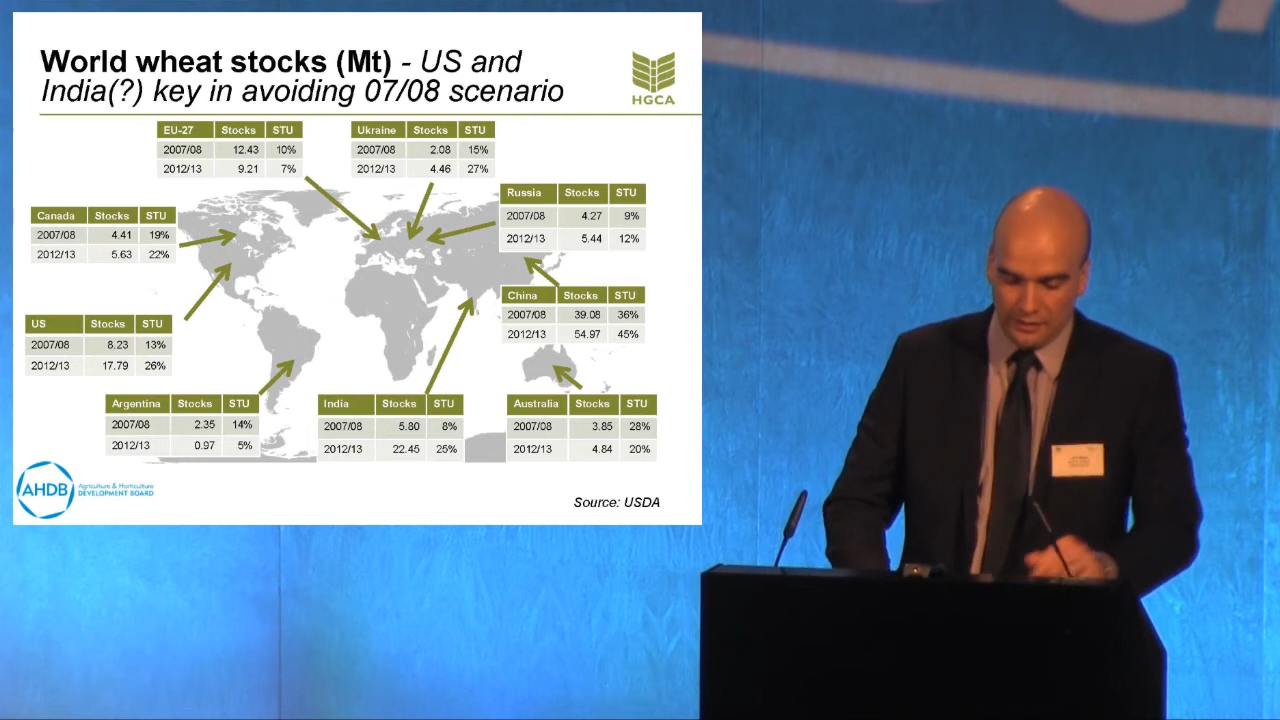 World wheat stocks (Mt) - US and
India(?) key in avoiding 07/08 scenario
HGCA
EU-27 Stocks STU
2007/08 12.43 10%
2012/13 9.21 7%
Ukraine Stocks STU
2007/08 2.08 15%
2012/13 4.46 27%
Russia Stocks STU
2007/08 4.27 9%
2012/13 5.44 12%
Canada Stocks STU
2007/08 4.41 19%
2012/13 5.63 22%
China Stocks STU
2007/08 39.08 36%
2012/13 54.97 45%
US Stocks STU
2007/08 8.23 13%
2012/13 17.79 26%
Argentina Stocks STU
2007/08 2.35 14%
2012/13 0.97 5%
India Stocks STU
2007/08 5.80 8%
2012/13 22.45 25%
Australia Stocks STU
2007/08 3.85 28%
2012/13 4.84 20%
AHDB
Agriculture & Horticulture
DEVELOPMENT BOARD
Source: USDA